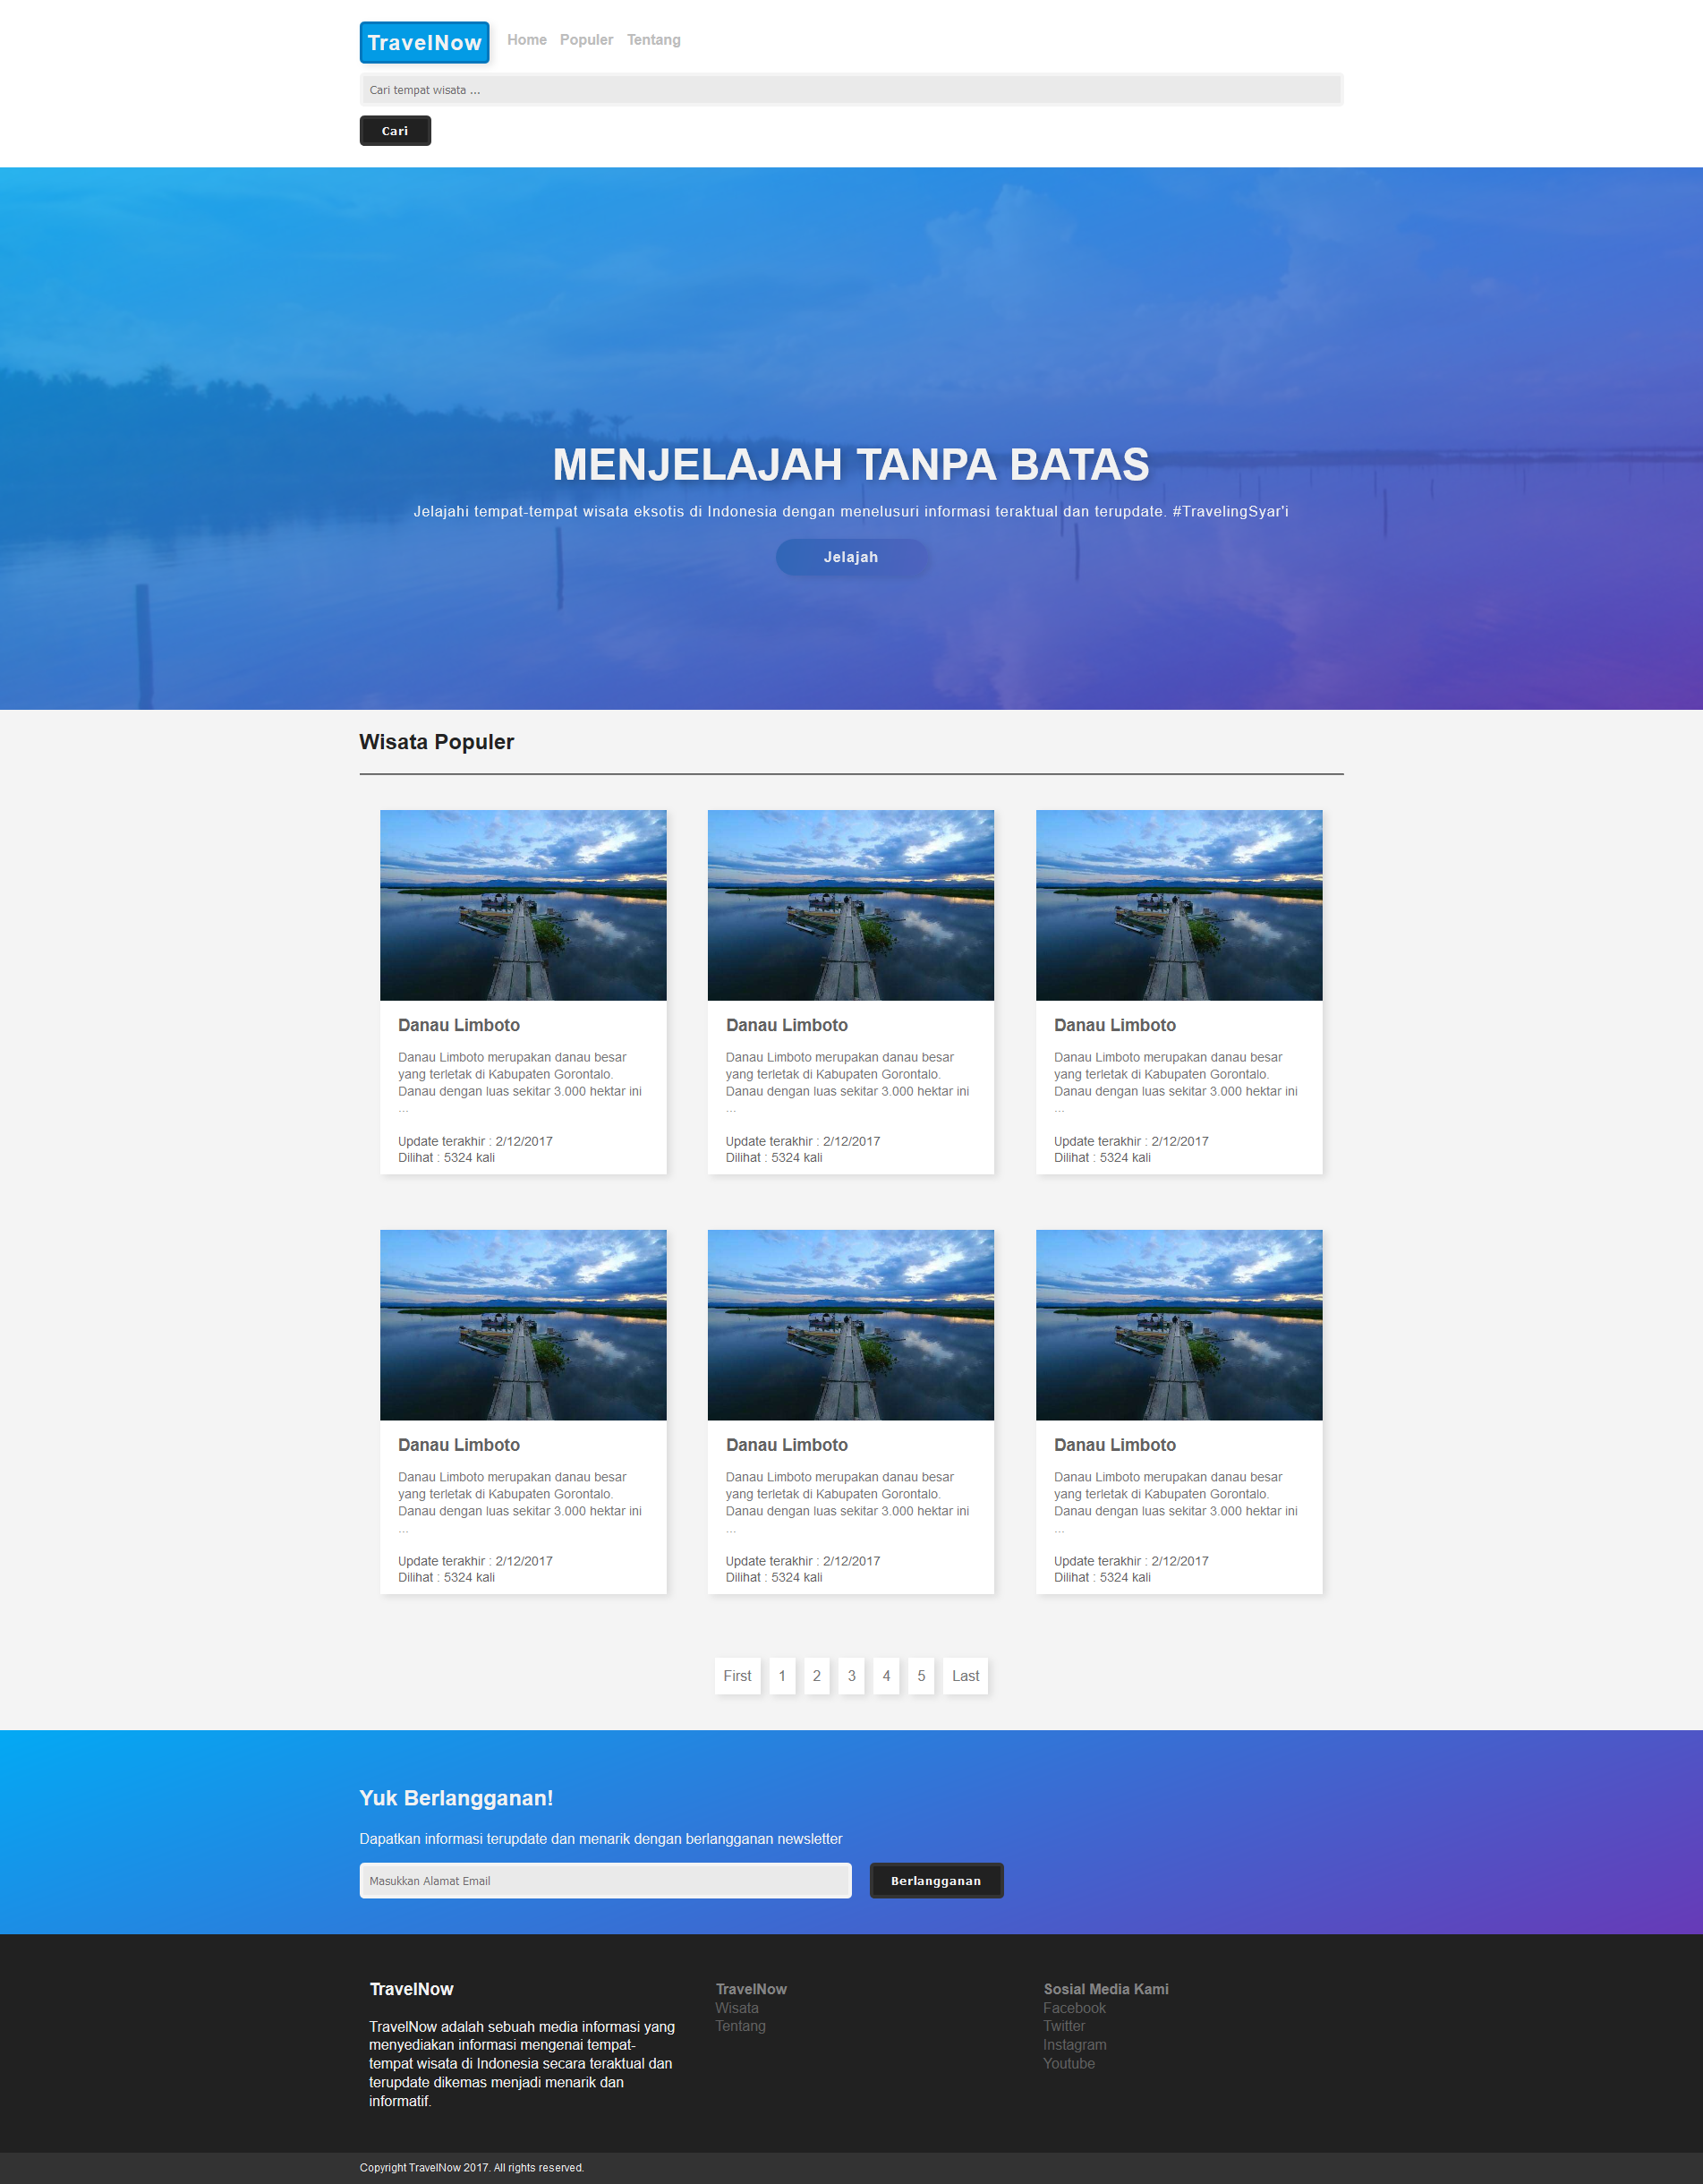 TravelNow
Home Populer Tentang
Cari tempat wisata ...
Cari
MENJELAJAH TANPA BATAS
Jelajahi tempat-tempat wisata eksotis di Indonesia dengan menelusuri informasi teraktual dan terupdate. #TravelingSyar'i
Jelajah
Wisata Populer
Danau Limboto
Danau Limboto merupakan danau besar
yang terletak di Kabupaten Gorontalo.
Danau dengan luas sekitar 3.000 hektar ini
...
Update terakhir : 2/12/2017
Dilihat : 5324 kali
Danau Limboto
Danau Limboto merupakan danau besar
yang terletak di Kabupaten Gorontalo.
Danau dengan luas sekitar 3.000 hektar ini
...
Update terakhir : 2/12/2017
Dilihat : 5324 kali
Danau Limboto
Danau Limboto merupakan danau besar
yang terletak di Kabupaten Gorontalo.
Danau dengan luas sekitar 3.000 hektar ini
...
Update terakhir : 2/12/2017
Dilihat : 5324 kali
Danau Limboto
Danau Limboto merupakan danau besar
yang terletak di Kabupaten Gorontalo.
Danau dengan luas sekitar 3.000 hektar ini
...
Update terakhir : 2/12/2017
Dilihat : 5324 kali
Danau Limboto
Danau Limboto merupakan danau besar
yang terletak di Kabupaten Gorontalo.
Danau dengan luas sekitar 3.000 hektar ini
...
Update terakhir : 2/12/2017
Dilihat : 5324 kali
Danau Limboto
Danau Limboto merupakan danau besar
yang terletak di Kabupaten Gorontalo.
Danau dengan luas sekitar 3.000 hektar ini
...
Update terakhir : 2/12/2017
Dilihat : 5324 kali
First 1 2 3 4 5 Last
Yuk Berlangganan!
Dapatkan informasi terupdate dan menarik dengan berlangganan newsletter
Masukkan Alamat Email
Berlangganan
TravelNow
TravelNow adalah sebuah media informasi yang
menyediakan informasi mengenai tempat-
tempat wisata di Indonesia secara teraktual dan
terupdate dikemas menjadi menarik dan
informatif.
TravelNow
Wisata
Tentang
Sosial Media Kami
Facebook
Twitter
Instagram
Youtube
Copyright TravelNow 2017. All rights reserved.